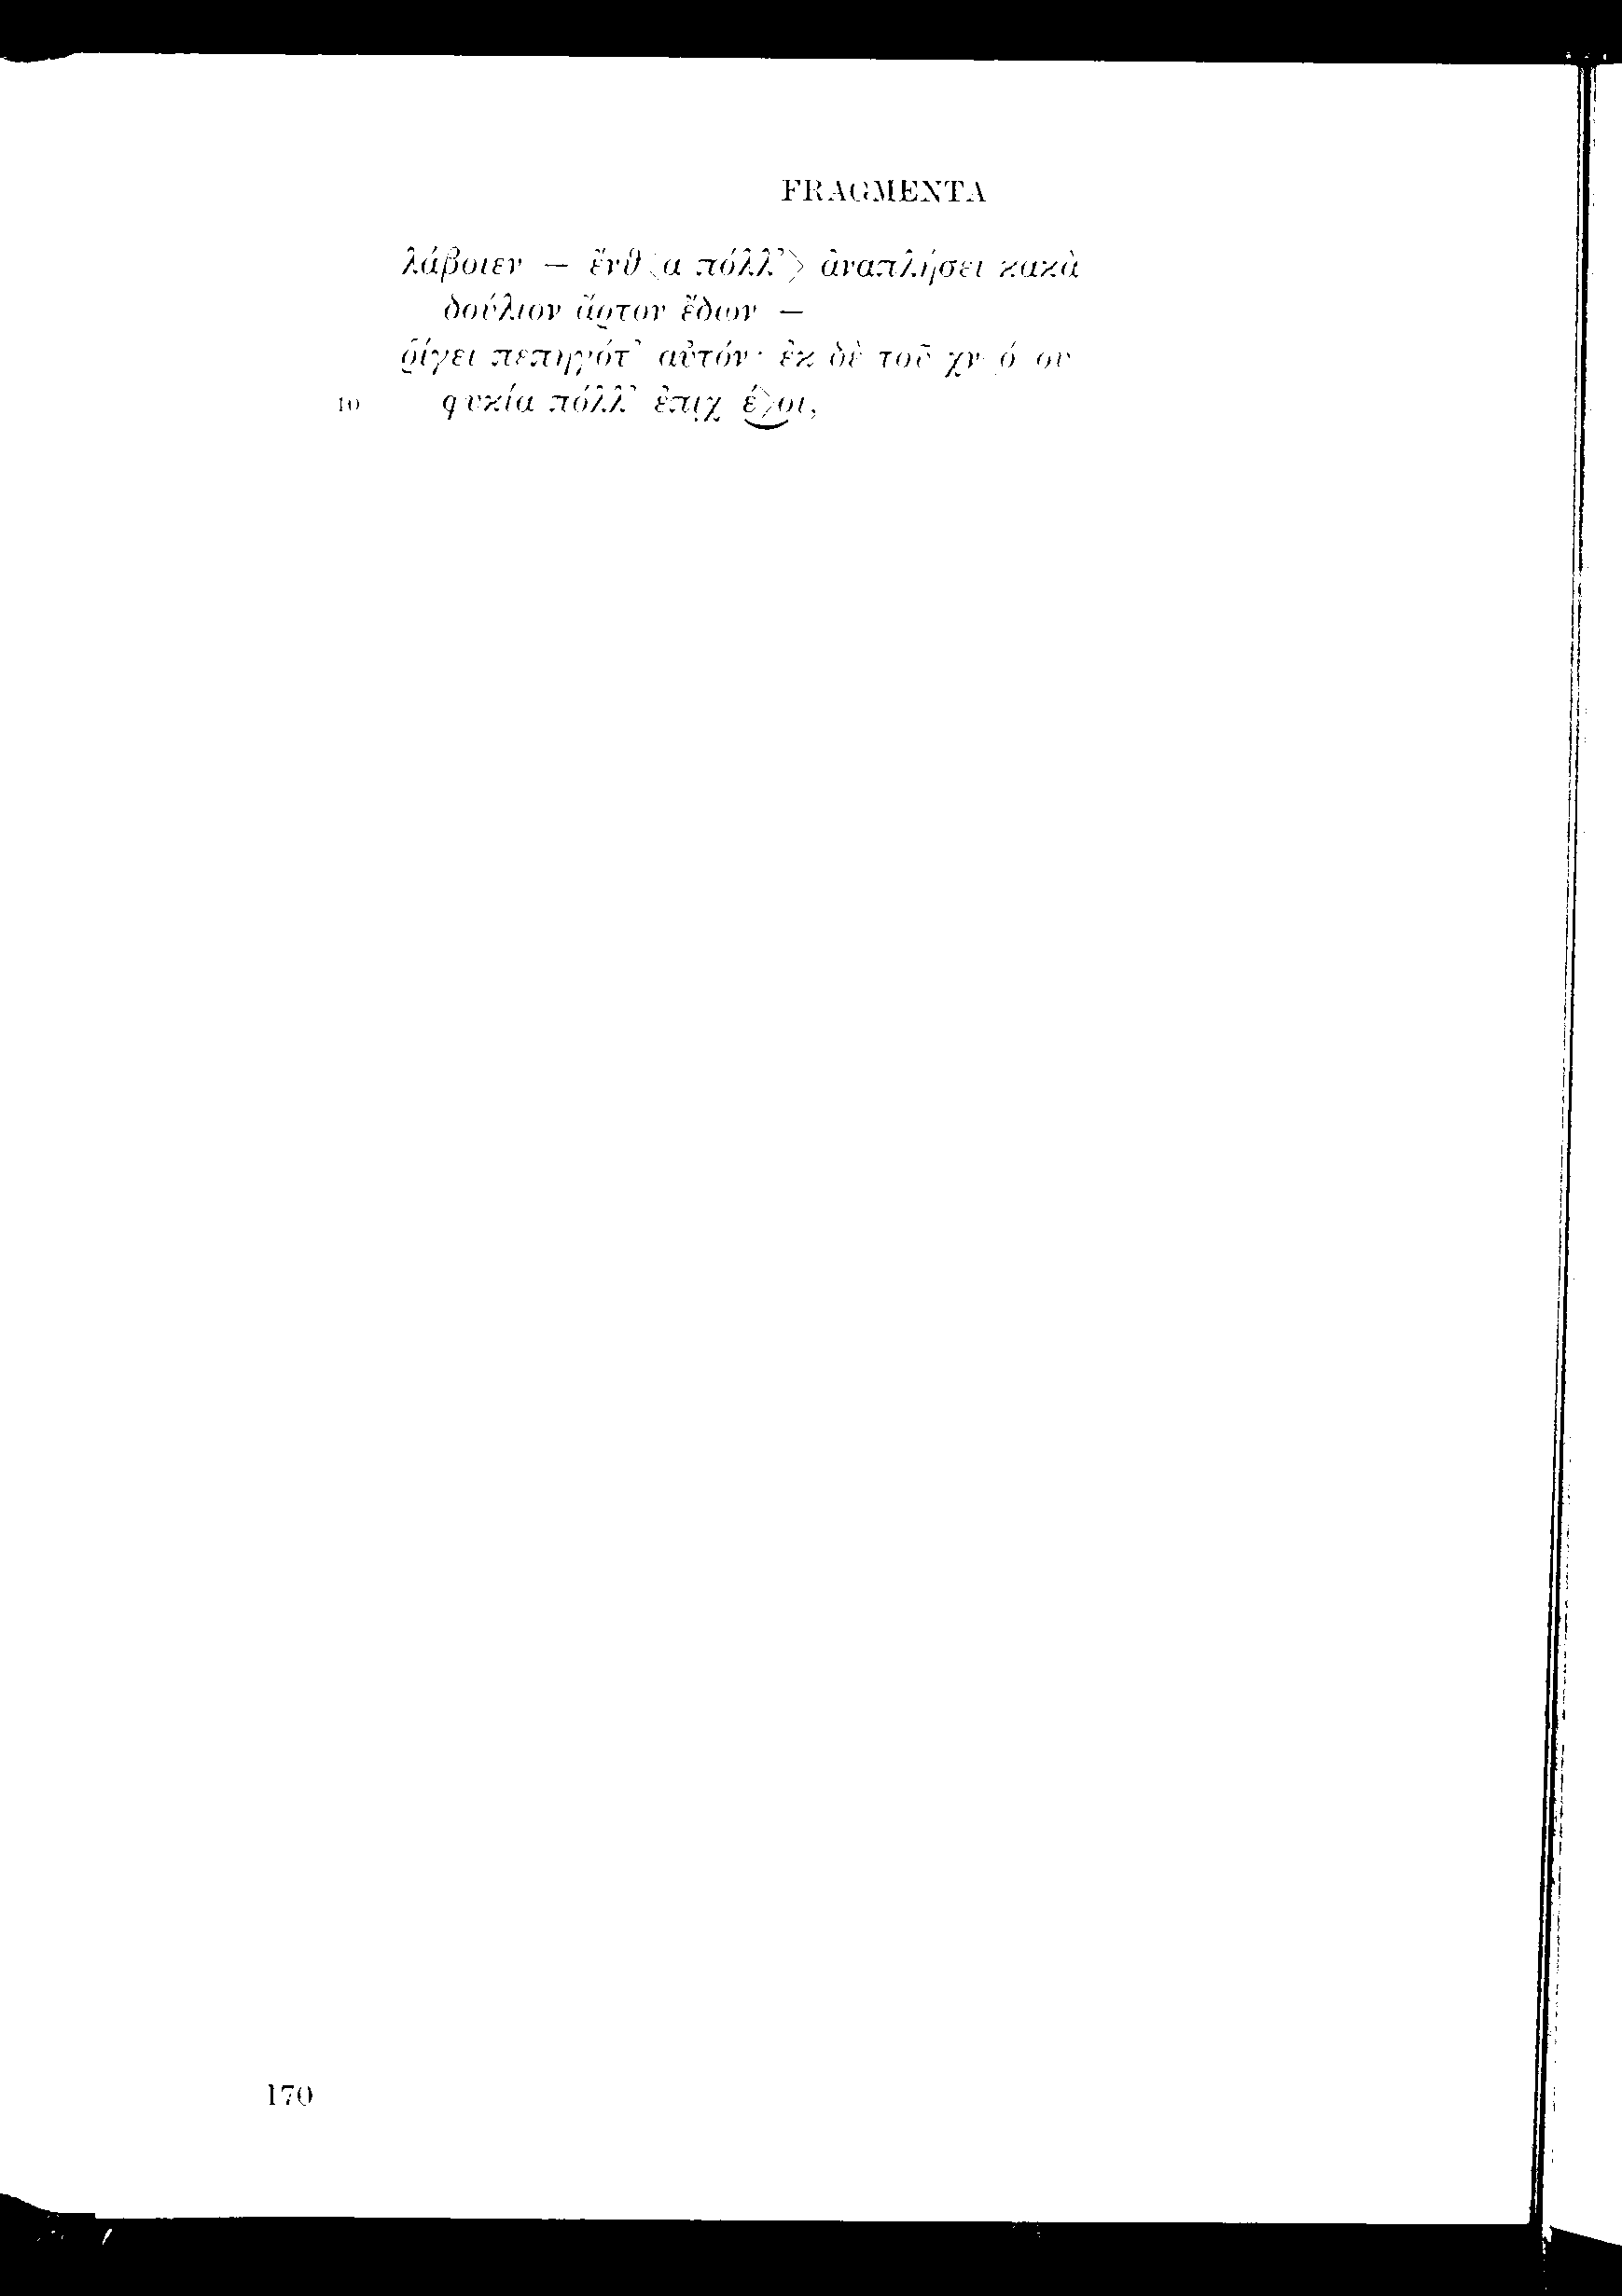 FRAGMENTA
λάβοιεν – ἔνθ⟨α πόλλ’⟩ ἀναπλήσει κακὰ
δούλιον ἄρτον ἔδων –
ῥίγει πεπηγότ’ αὐτόν· ἐκ δὲ τοῦ χν ό ου
10 φυκία πόλλ’ ἐπιχ έ⟩οι,
170